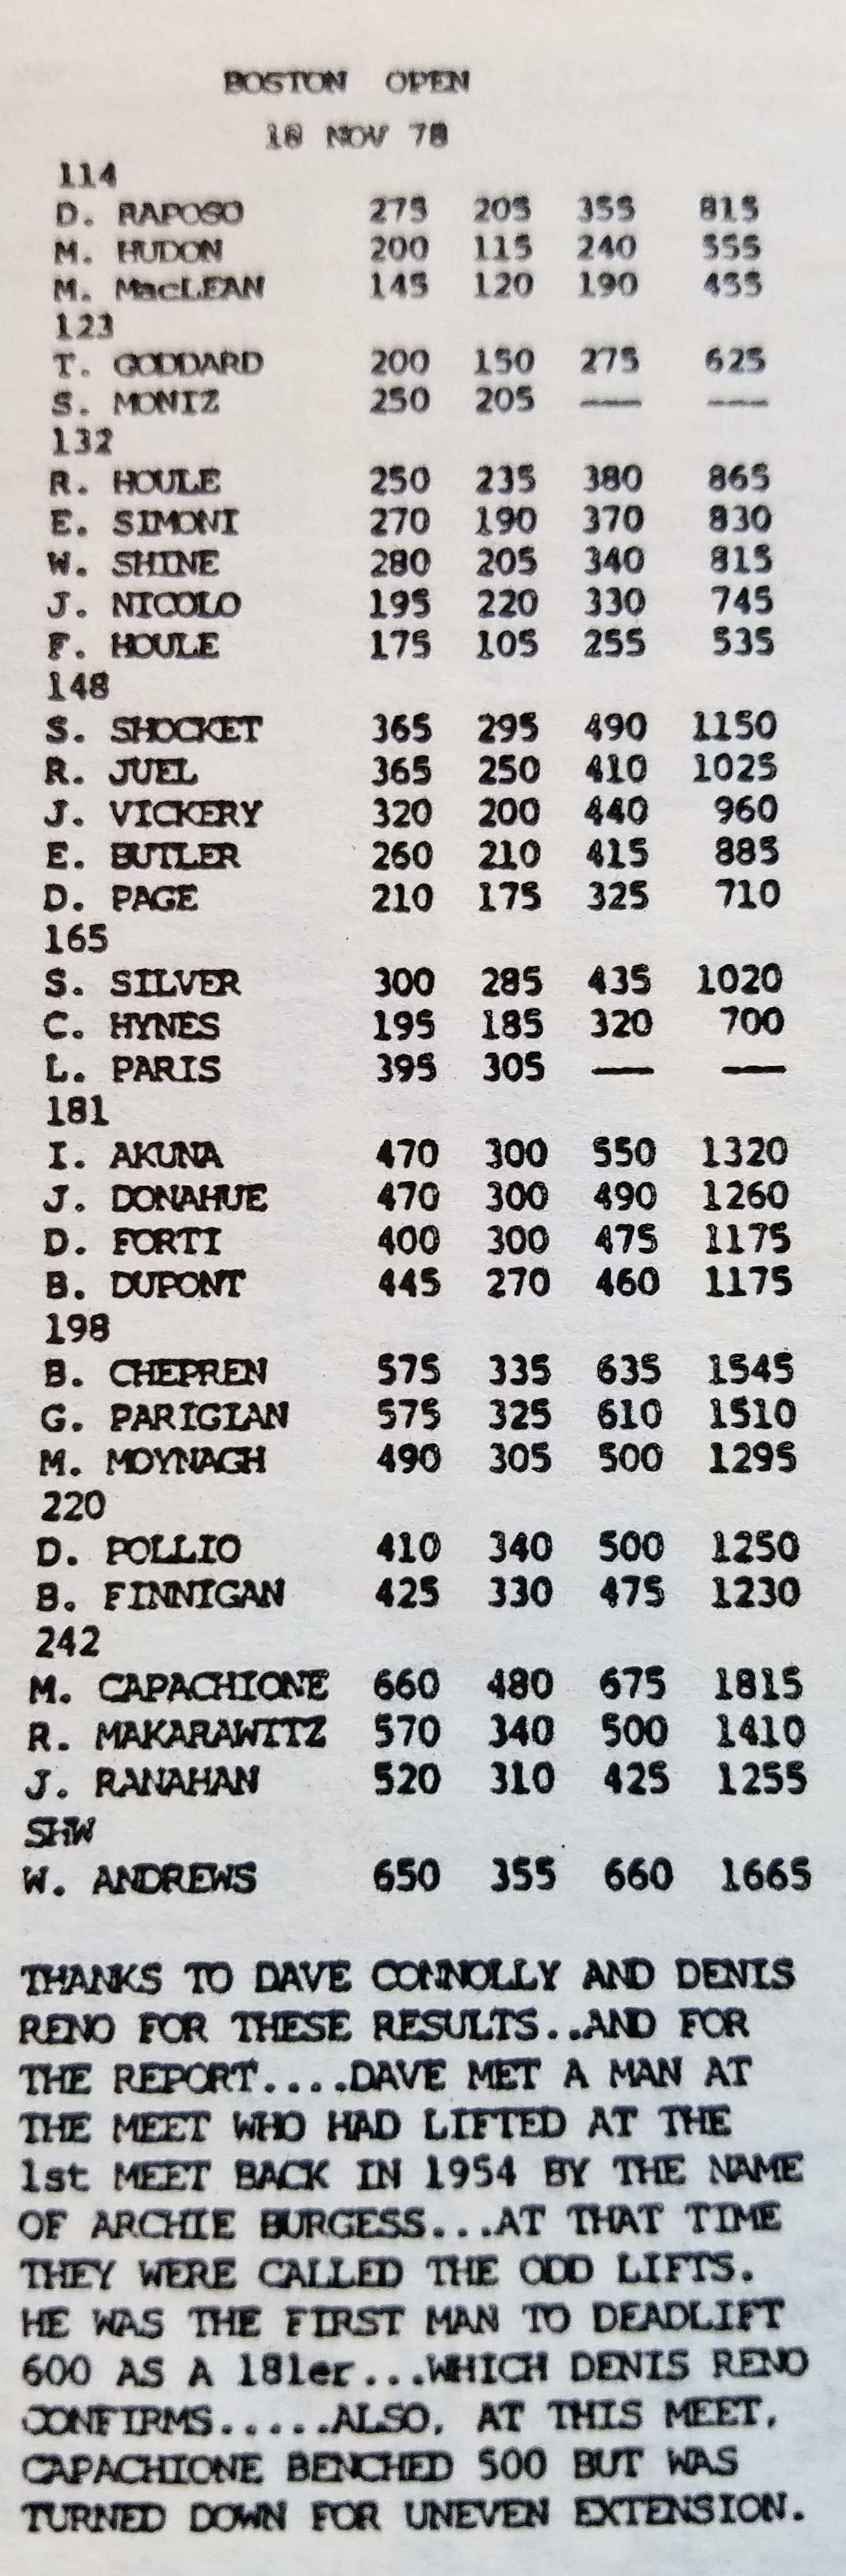 BOSTON OPEN
18 NOV 78
114
D. RAPOSO 275 205 355 815
M. HUDON 200 115 240 555
M. MacLEAN 145 120 190 455
123
T. GODDARD 200 150 275 625
S. MONIZ 250 205 --- ---
132
R. HOULE 250 235 380 865
E. SIMONI 270 190 370 830
W. SHINE 280 205 340 815
J. NICOLO 195 220 330 745
F. HOULE 175 105 255 535
148
S. SHOCKET 365 295 490 1150
R. JUEL 365 250 410 1025
J. VICKERY 320 200 440 960
E. BUTLER 260 210 415 885
D. PAGE 210 175 325 710
165
S. SILVER 300 285 435 1020
C. HYNES 195 185 320 700
L. PARIS 395 305 --- ---
181
I. AKUNA 470 300 550 1320
J. DONAHUE 470 300 490 1260
D. FORTI 400 300 475 1175
B. DUPONT 445 270 460 1175
198
B. CHEPREN 575 335 635 1545
G. PARIGIAN 575 325 610 1510
M. MOYNAGH 490 305 500 1295
220
D. POLLIO 410 340 500 1250
B. FINNIGAN 425 330 475 1230
242
M. CAPACHIONE 660 480 675 1815
R. MAKARAWITZ 570 340 500 1410
J. RANAHAN 520 310 425 1255
SHW
W. ANDREWS 650 355 660 1665
THANKS TO DAVE CONNOLLY AND DENIS
RENO FOR THESE RESULTS..AND FOR
THE REPORT....DAVE MET A MAN AT
THE MEET WHO HAD LIFTED AT THE
1st MEET BACK IN 1954 BY THE NAME
OF ARCHIE BURGESS...AT THAT TIME
THEY WERE CALLED THE ODD LIFTS.
HE WAS THE FIRST MAN TO DEADLIFT
600 AS A 181er...WHICH DENIS RENO
CONFIRMS.....ALSO, AT THIS MEET,
CAPACHIONE BENCHED 500 BUT WAS
TURNED DOWN FOR UNEVEN EXTENSION.